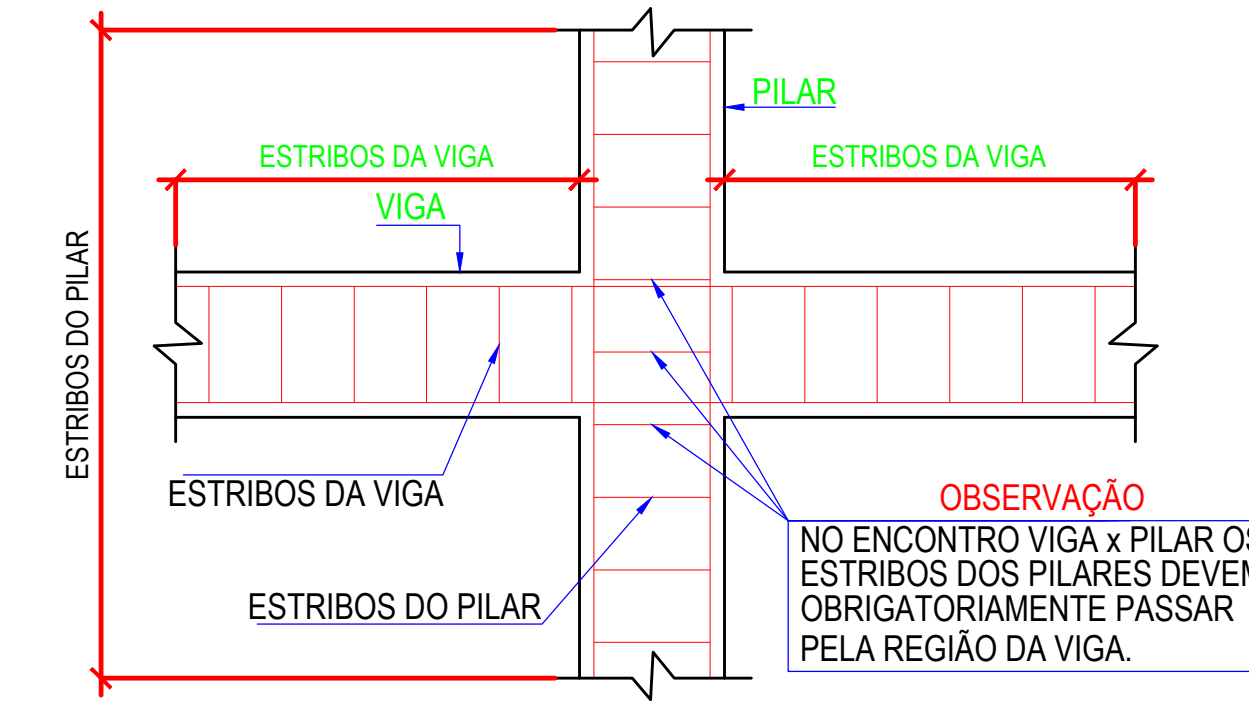 PILAR
ESTRIBOS DA VIGA
ESTRIBOS DA VIGA
VIGA
ESTRIBOS DO PILAR
ESTRIBOS DA VIGA
ESTRIBOS DO PILAR
OBSERVAÇÃO
NO ENCONTRO VIGA x PILAR OS
ESTRIBOS DOS PILARES DEVEM
OBRIGATORIAMENTE PASSAR
PELA REGIÃO DA VIGA.